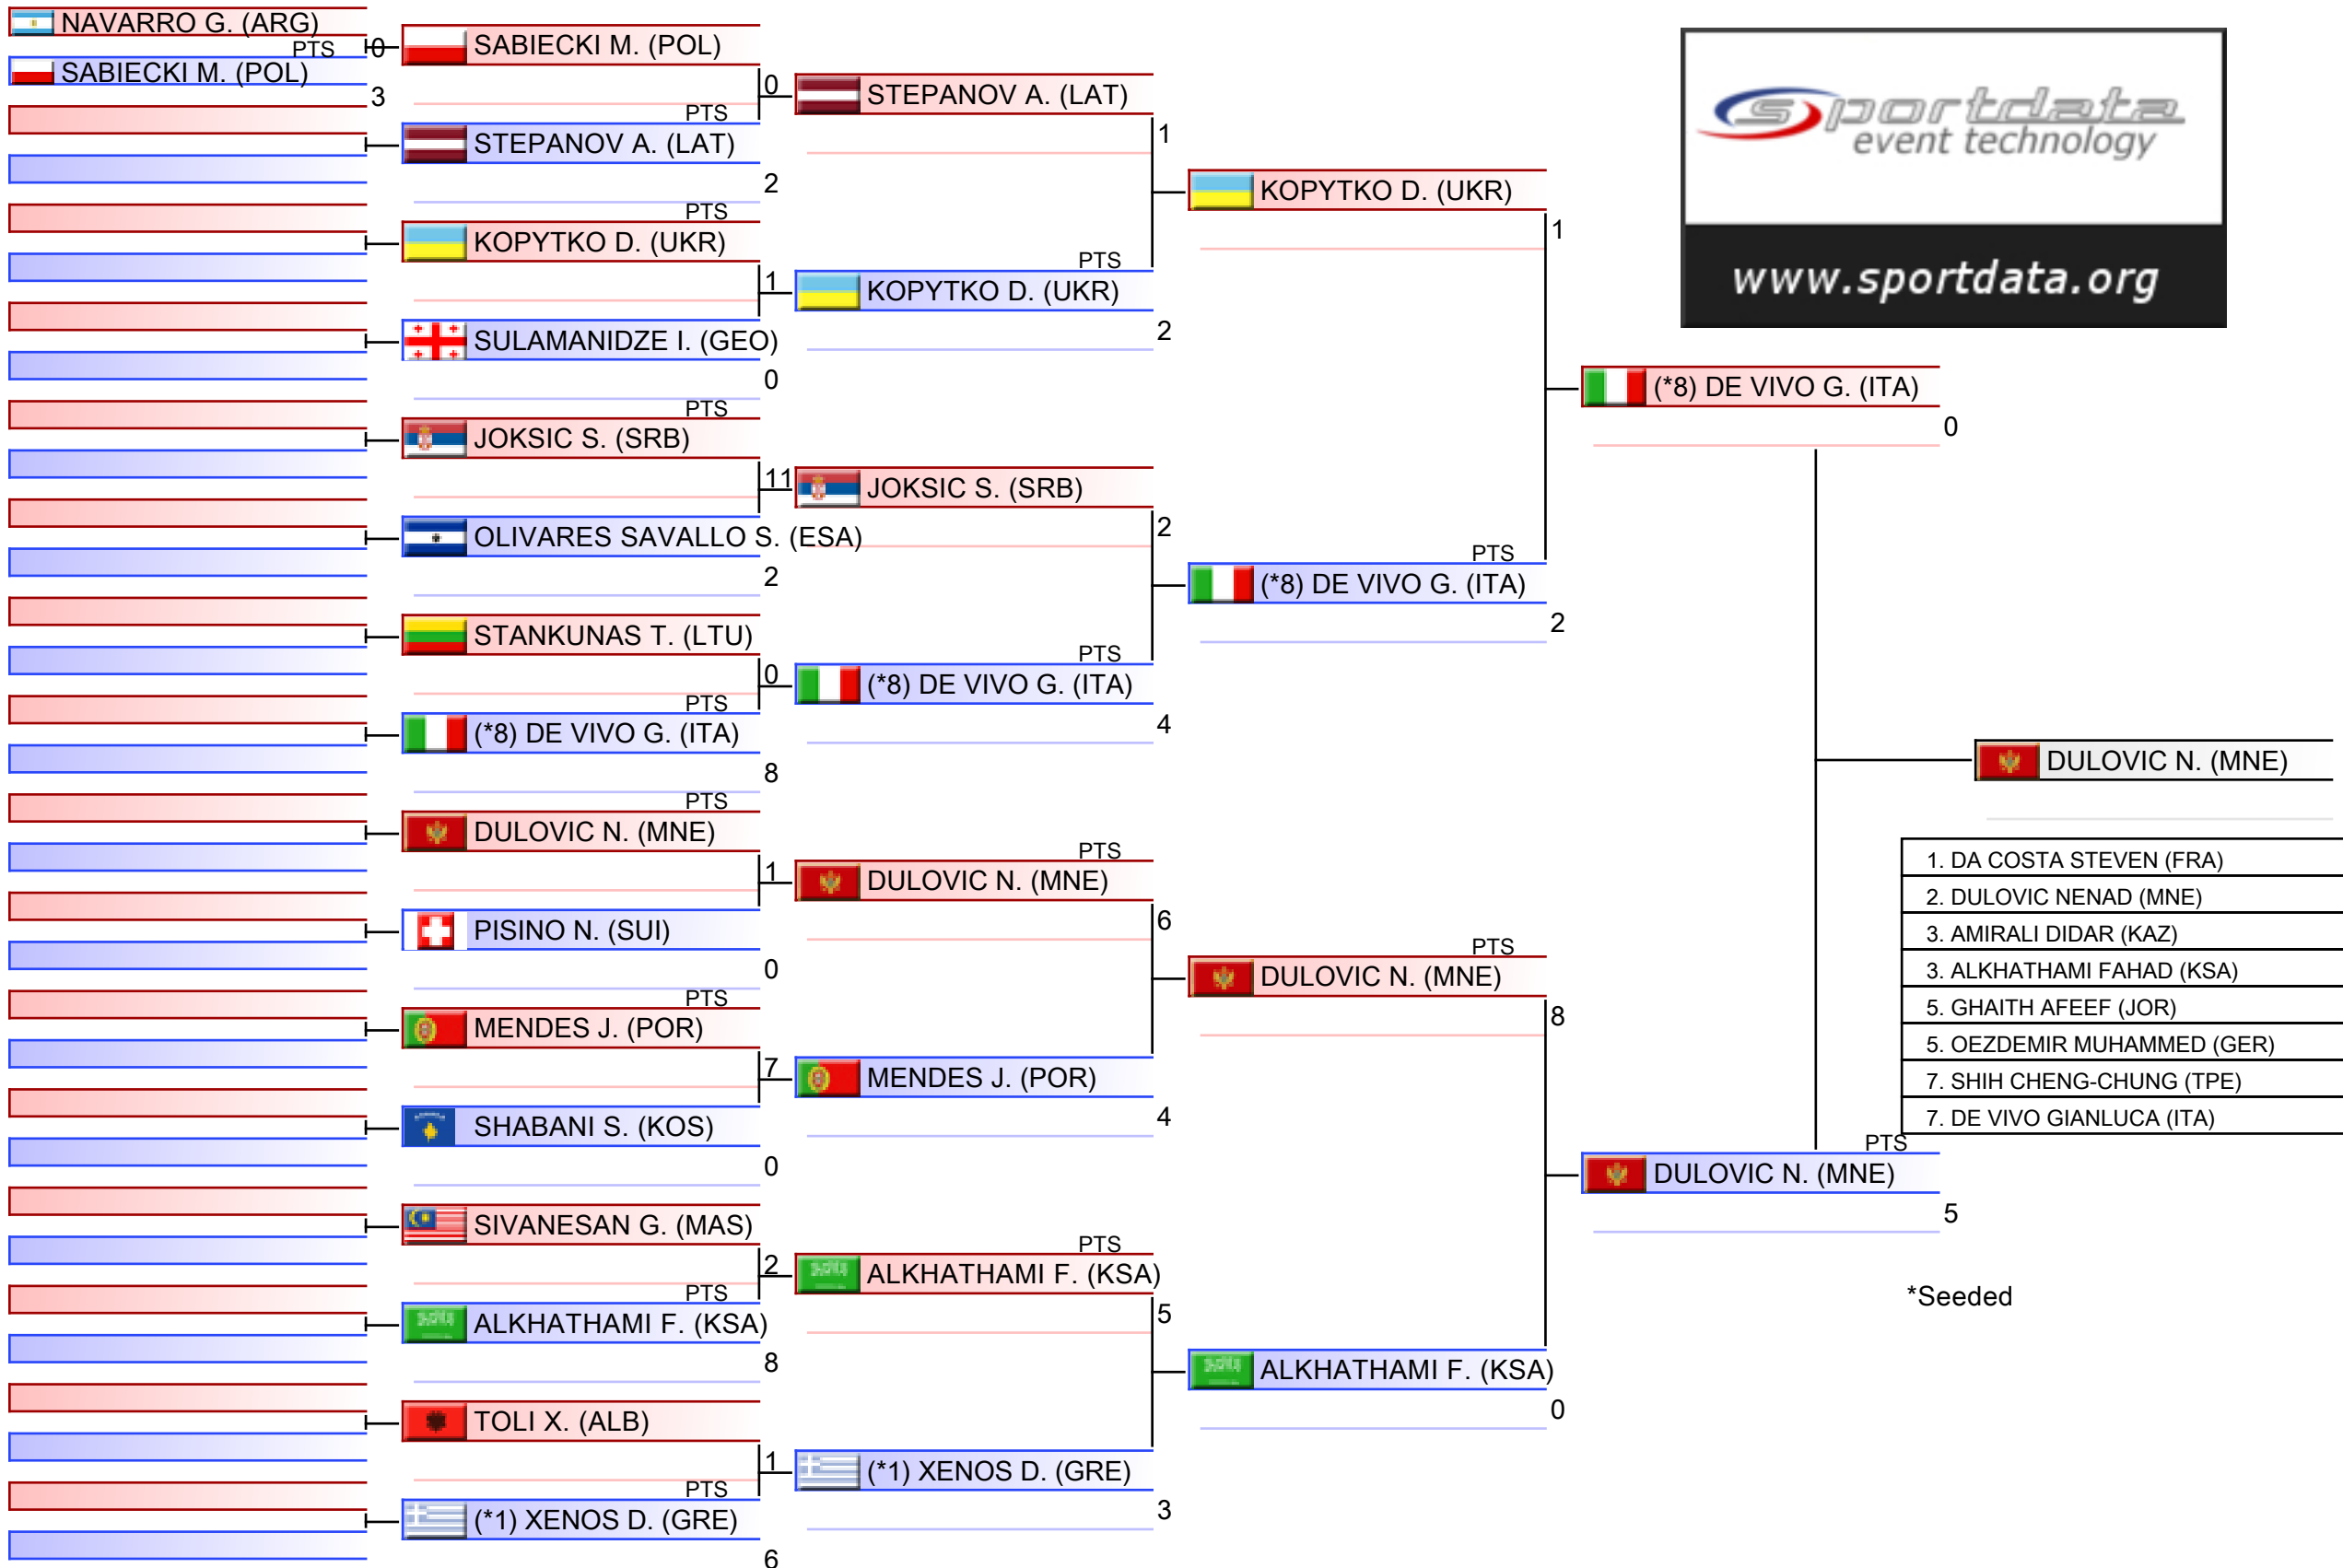 NAVARRO G. (ARG)
PTS
0
SABIECKI M. (POL)
3
SABIECKI M. (POL)
0
PTS
STEPANOV A. (LAT)
2
PTS
KOPYTKO D. (UKR)
1
SULAMANIDZE I. (GEO)
0
PTS
JOKSIC S. (SRB)
11
OLIVARES SAVALLO S. (ESA)
2
STANKUNAS T. (LTU)
0
PTS
(*8) DE VIVO G. (ITA)
8
PTS
DULOVIC N. (MNE)
1
PISINO N. (SUI)
0
PTS
MENDES J. (POR)
7
SHABANI S. (KOS)
0
SIVANESAN G. (MAS)
2
PTS
ALKHATHAMI F. (KSA)
8
TOLI X. (ALB)
1
PTS
(*1) XENOS D. (GRE)
6
STEPANOV A. (LAT)
1
PTS
KOPYTKO D. (UKR)
2
JOKSIC S. (SRB)
2
PTS
(*8) DE VIVO G. (ITA)
4
PTS
DULOVIC N. (MNE)
6
MENDES J. (POR)
4
PTS
ALKHATHAMI F. (KSA)
5
(*1) XENOS D. (GRE)
3
KOPYTKO D. (UKR)
1
PTS
(*8) DE VIVO G. (ITA)
2
PTS
DULOVIC N. (MNE)
8
ALKHATHAMI F. (KSA)
0
(*8) DE VIVO G. (ITA)
0
PTS
DULOVIC N. (MNE)
5
DULOVIC N. (MNE)
sportdata
event technology
www.sportdata.org
1. DA COSTA STEVEN (FRA)
2. DULOVIC NENAD (MNE)
3. AMIRALI DIDAR (KAZ)
3. ALKHATHAMI FAHAD (KSA)
5. GHAITH AFEEF (JOR)
5. OEZDEMIR MUHAMMED (GER)
7. SHIH CHENG-CHUNG (TPE)
7. DE VIVO GIANLUCA (ITA)
*Seeded